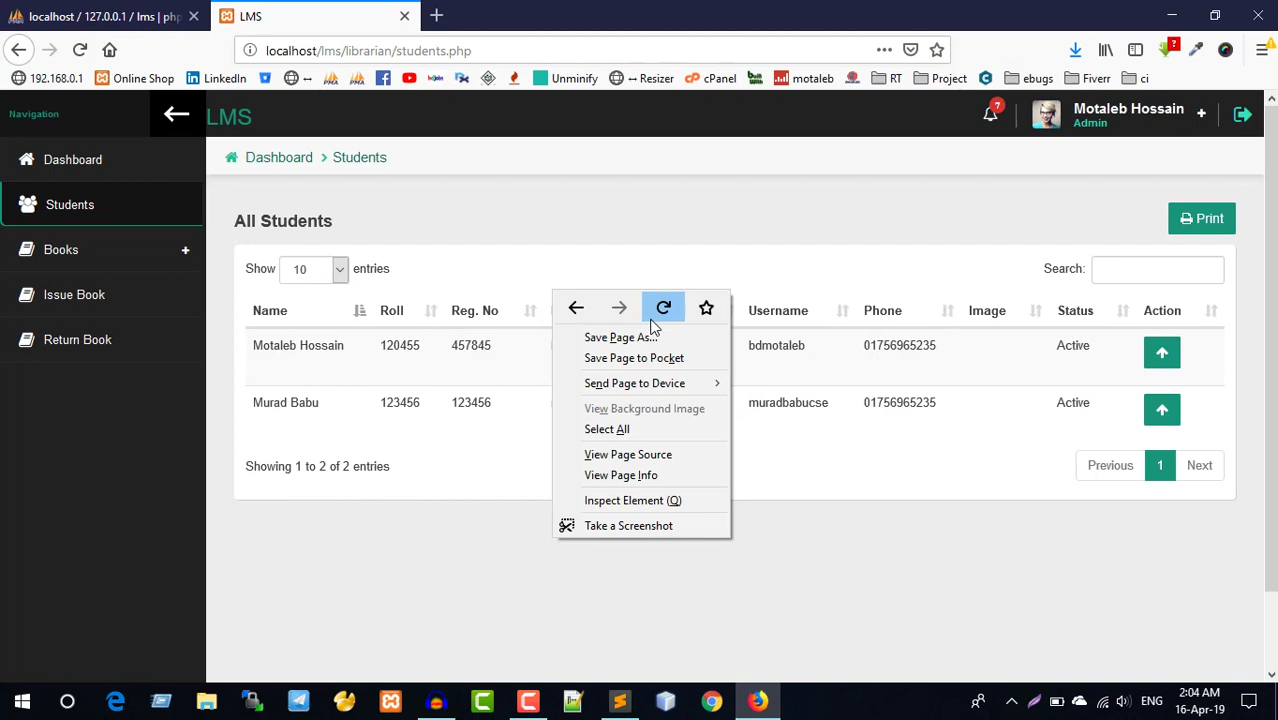 localhost / 127.0.0.1 / lms | php
LMS
localhost/lms/librarian/students.php
192.168.0.1
Online Shop
LinkedIn
Unminify
Resizer
cPanel
motaleb
RT
Project
ebugs
Fiverr
ci
Navigation
LMS
7
Motaleb Hossain
Admin
Dashboard
Students
Books
Issue Book
Return Book
Dashboard > Students
All Students
Print
Show 10 entries
Search:
Name Roll Reg. No Username Phone Image Status Action
Motaleb Hossain 120455 457845 bdmotaleb 01756965235 Active
Murad Babu 123456 123456 muradbabucse 01756965235 Active
Showing 1 to 2 of 2 entries
Previous 1 Next
Save Page As...
Save Page to Pocket
Send Page to Device
View Background Image
Select All
View Page Source
View Page Info
Inspect Element (Q)
Take a Screenshot
ENG
2:04 AM
16-Apr-19